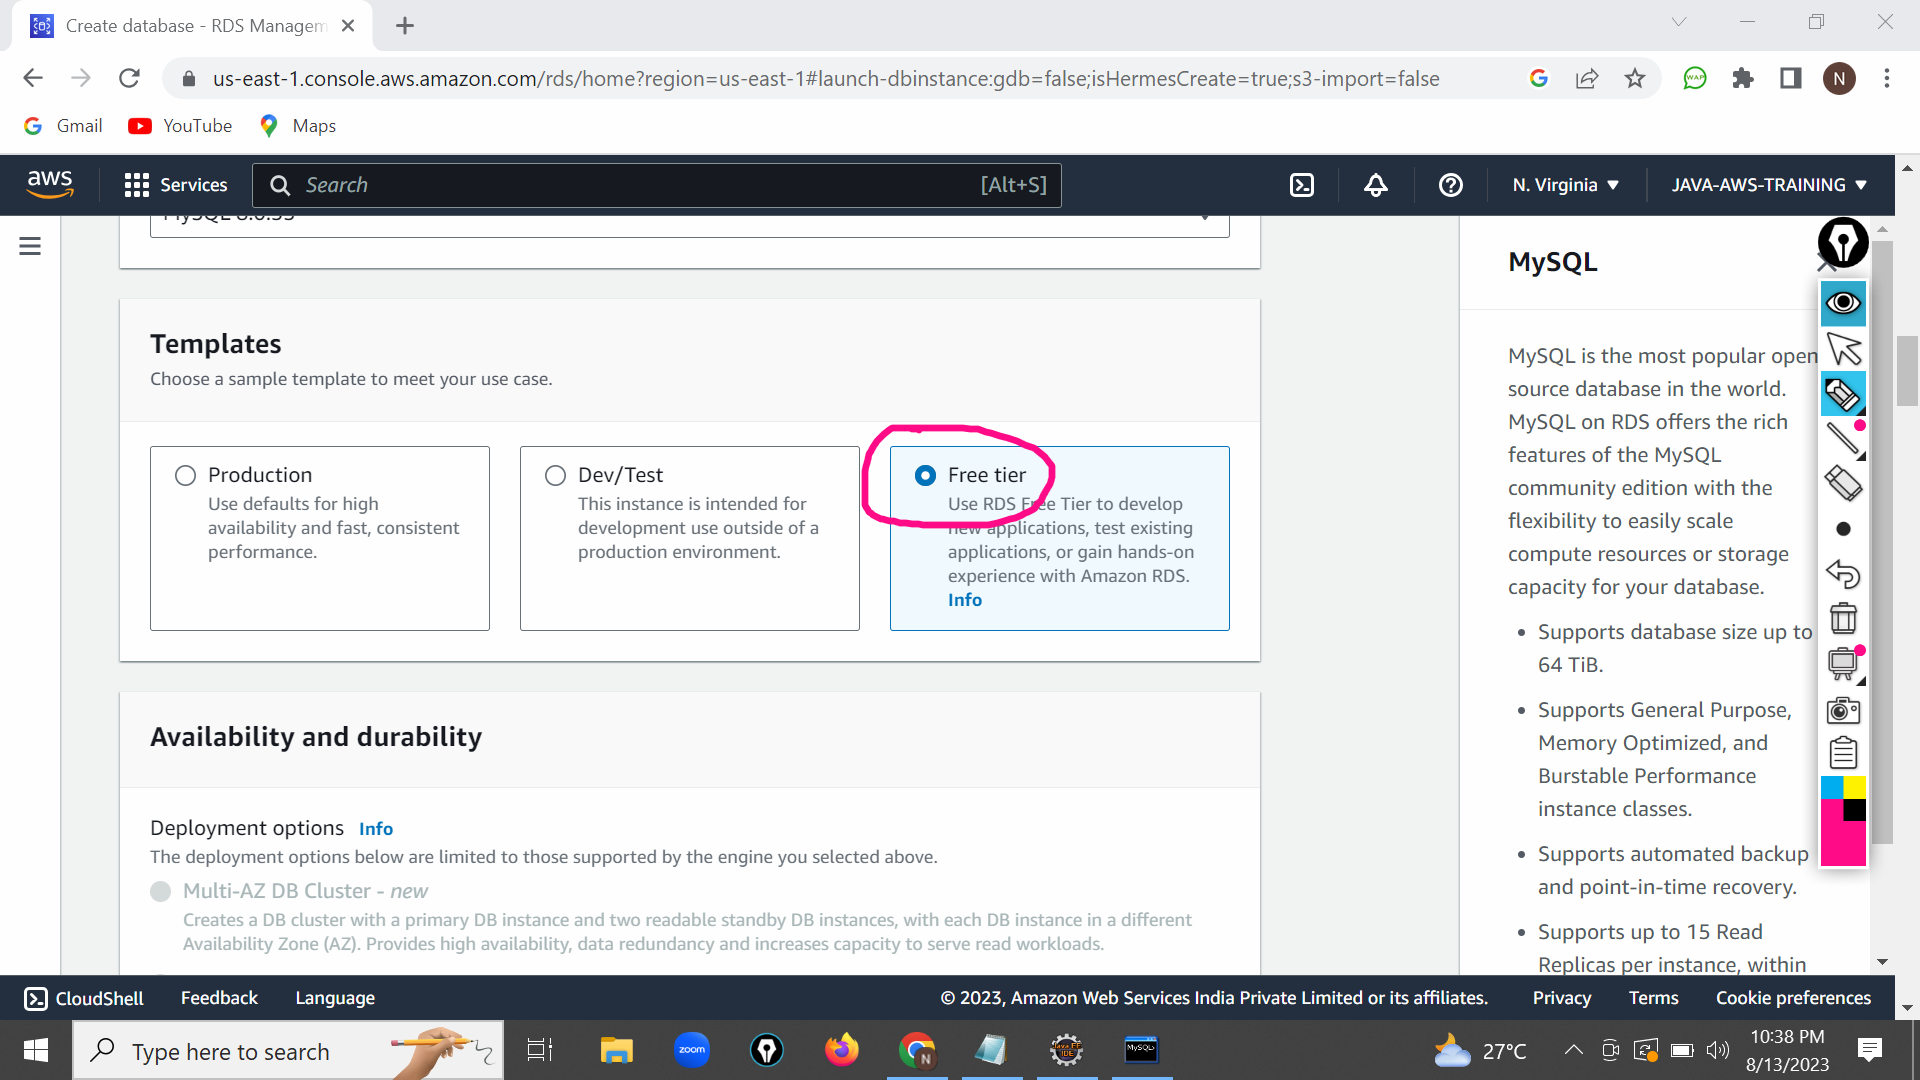 Create database - RDS Managem
us-east-1.console.aws.amazon.com/rds/home?region=us-east-1#launch-dbinstance:gdb=false;isHermesCreate=true;s3-import=false
N
Gmail
YouTube
Maps
aws
Services
Search
[Alt+S]
N. Virginia
JAVA-AWS-TRAINING
MySQL 8.0.33
Templates
Choose a sample template to meet your use case.
Production
Use defaults for high
availability and fast, consistent
performance.
Dev/Test
This instance is intended for
development use outside of a
production environment.
Free tier
Use RDS Free Tier to develop
new applications, test existing
applications, or gain hands-on
experience with Amazon RDS.
Info
Availability and durability
Deployment options Info
The deployment options below are limited to those supported by the engine you selected above.
Multi-AZ DB Cluster - new
Creates a DB cluster with a primary DB instance and two readable standby DB instances, with each DB instance in a different
Availability Zone (AZ). Provides high availability, data redundancy and increases capacity to serve read workloads.
MySQL
MySQL is the most popular open
source database in the world.
MySQL on RDS offers the rich
features of the MySQL
community edition with the
flexibility to easily scale
compute resources or storage
capacity for your database.
• Supports database size up to
64 TiB.
• Supports General Purpose,
Memory Optimized, and
Burstable Performance
instance classes.
• Supports automated backup
and point-in-time recovery.
• Supports up to 15 Read
Replicas per instance, within
CloudShell
Feedback
Language
© 2023, Amazon Web Services India Private Limited or its affiliates.
Privacy
Terms
Cookie preferences
Type here to search
zoom
N
Java EE
IDE
MySQL
27°C
10:38 PM
8/13/2023